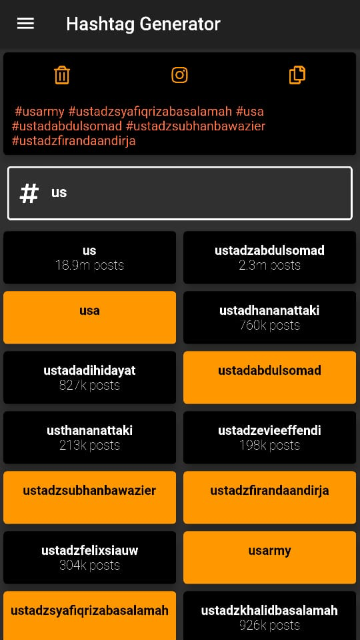 Hashtag Generator
#usarmy #ustadzsyafiqrizabasalamah #usa
#ustadabdulsomad #ustadzsubhanbawazier
#ustadzfirandaandirja
# us
us
18.9m posts
ustadzabdulsomad
2.3m posts
usa
ustadhananattaki
760k posts
ustadadihidayat
827k posts
ustadabdulsomad
usthananattaki
213k posts
ustadzevieeffendi
198k posts
ustadzsubhanbawazier
ustadzfirandaandirja
ustadzfelixsiauw
304k posts
usarmy
ustadzsyafiqrizabasalamah
ustadzkhalidbasalamah
926k posts